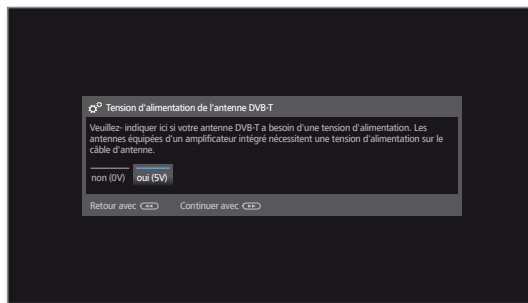 Tension d'alimentation de l'antenne DVB-T
Veuillez- indiquer ici si votre antenne DVB-T a besoin d'une tension d'alimentation. Les
antennes équipées d'un amplificateur intégré nécessitent une tension d'alimentation sur le
câble d'antenne.
non (0V) oui (5V)
Retour avec Continuer avec